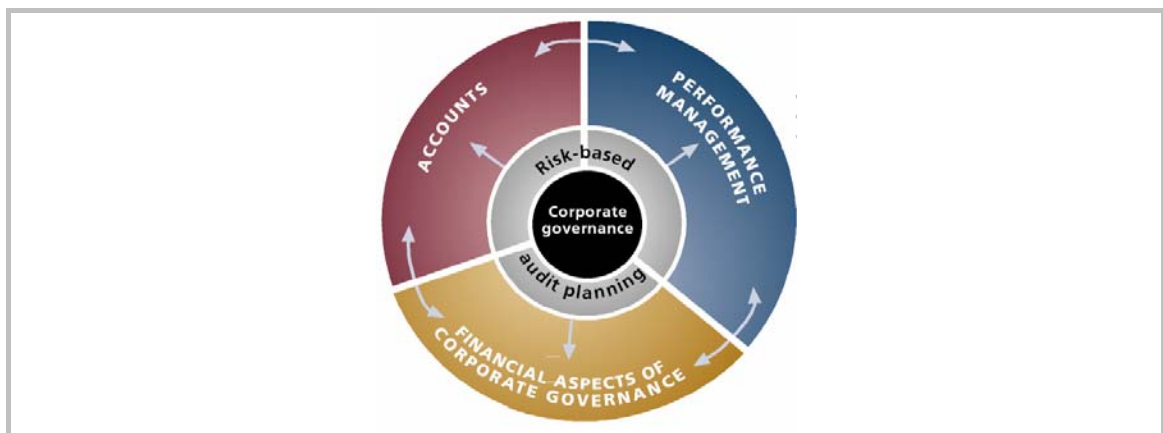 ACCOUNTS
PERFORMANCE
MANAGEMENT
Risk-based
Corporate
governance
audit planning
FINANCIAL ASPECTS OF
CORPORATE GOVERNANCE